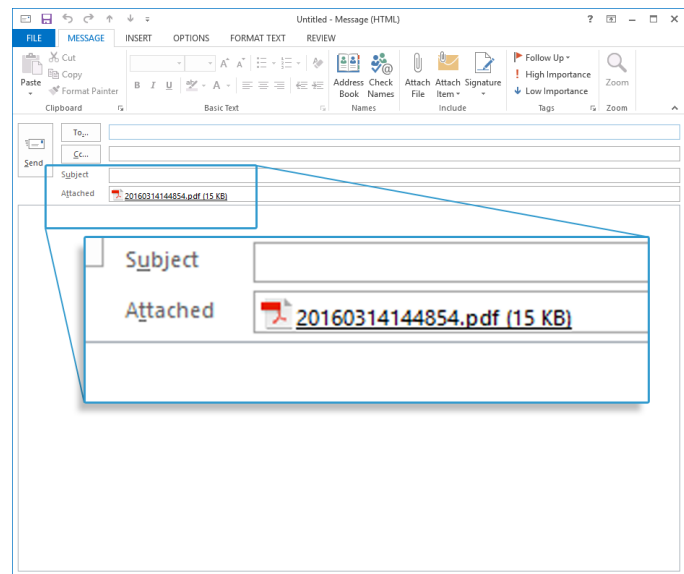 Untitled - Message (HTML)
FILE MESSAGE INSERT OPTIONS FORMAT TEXT REVIEW
Paste
Cut
Copy
Format Painter
Clipboard
B I U
Basic Text
Address Book
Check Names
Names
Attach File
Attach Item
Signature
Include
Follow Up
High Importance
Low Importance
Tags
Zoom
Zoom
Send
To...
Cc...
Subject
Attached 20160314144854.pdf (15 KB)
Subject
Attached 20160314144854.pdf (15 KB)